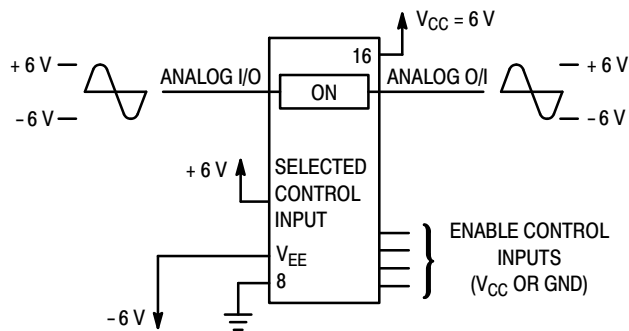 V_CC = 6 V
16
+ 6 V
– 6 V
ANALOG I/O
ON
ANALOG O/I
+ 6 V
– 6 V
+ 6 V
SELECTED
CONTROL
INPUT
V_EE
8
– 6 V
ENABLE CONTROL
INPUTS
(V_CC OR GND)